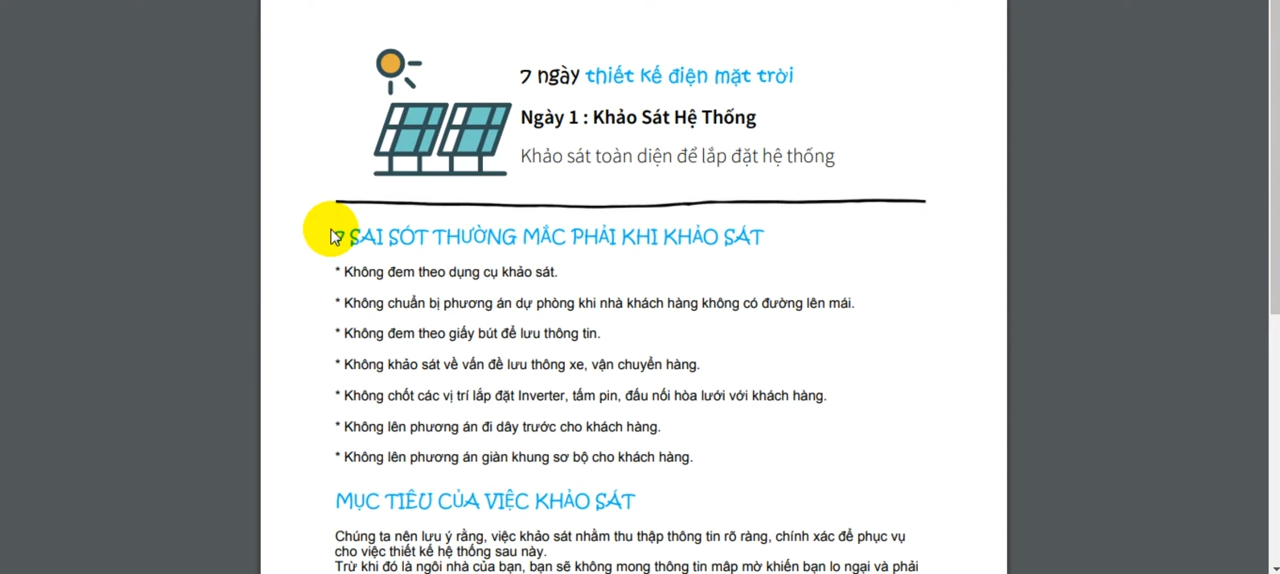 7 ngày thiết kế điện mặt trời
Ngày 1 : Khảo Sát Hệ Thống
Khảo sát toàn diện để lắp đặt hệ thống
7 SAI SÓT THƯỜNG MẮC PHẢI KHI KHẢO SÁT
* Không đem theo dụng cụ khảo sát.
* Không chuẩn bị phương án dự phòng khi nhà khách hàng không có đường lên mái.
* Không đem theo giấy bút để lưu thông tin.
* Không khảo sát về vấn đề lưu thông xe, vận chuyển hàng.
* Không chốt các vị trí lắp đặt Inverter, tấm pin, đấu nối hòa lưới với khách hàng.
* Không lên phương án đi dây trước cho khách hàng.
* Không lên phương án giàn khung sơ bộ cho khách hàng.
MỤC TIÊU CỦA VIỆC KHẢO SÁT
Chúng ta nên lưu ý rằng, việc khảo sát nhằm thu thập thông tin rõ ràng, chính xác để phục vụ
cho việc thiết kế hệ thống sau này.
Trừ khi đó là ngôi nhà của bạn, bạn sẽ không mong thông tin mập mờ khiến bạn lo ngại và phải